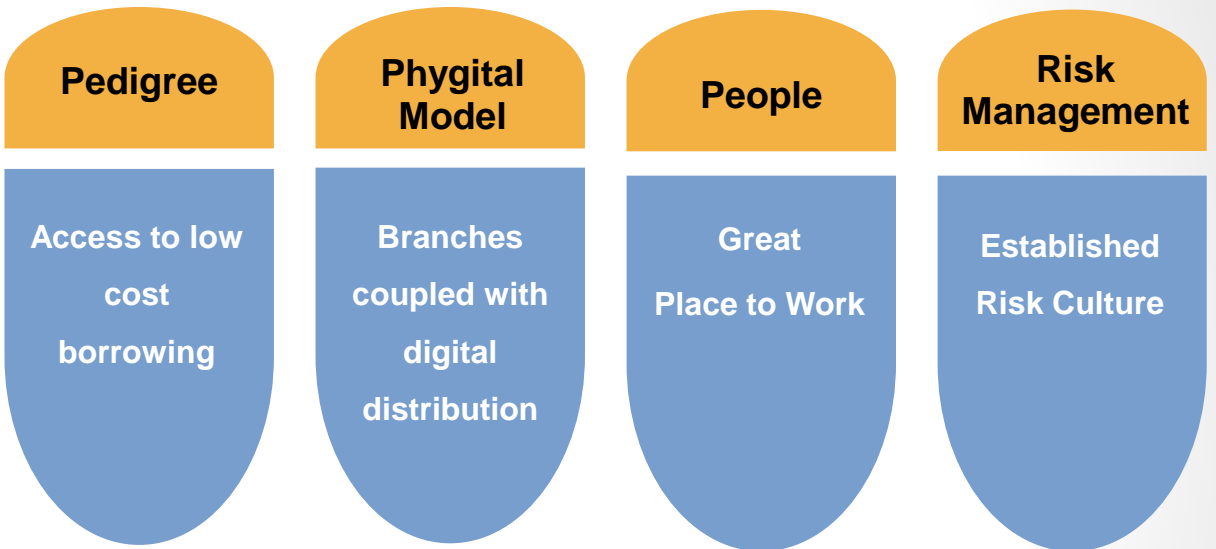 Pedigree
Access to low
cost
borrowing
Phygital
Model
Branches
coupled with
digital
distribution
People
Great
Place to Work
Risk
Management
Established
Risk Culture